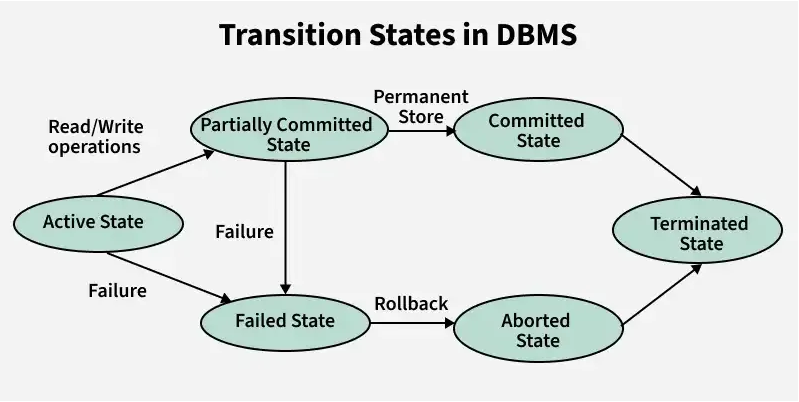 Transition States in DBMS
Permanent
Store
Read/Write
operations
Partially Committed
State
Committed
State
Active State
Failure
Terminated
State
Failure
Failed State
Rollback
Aborted
State